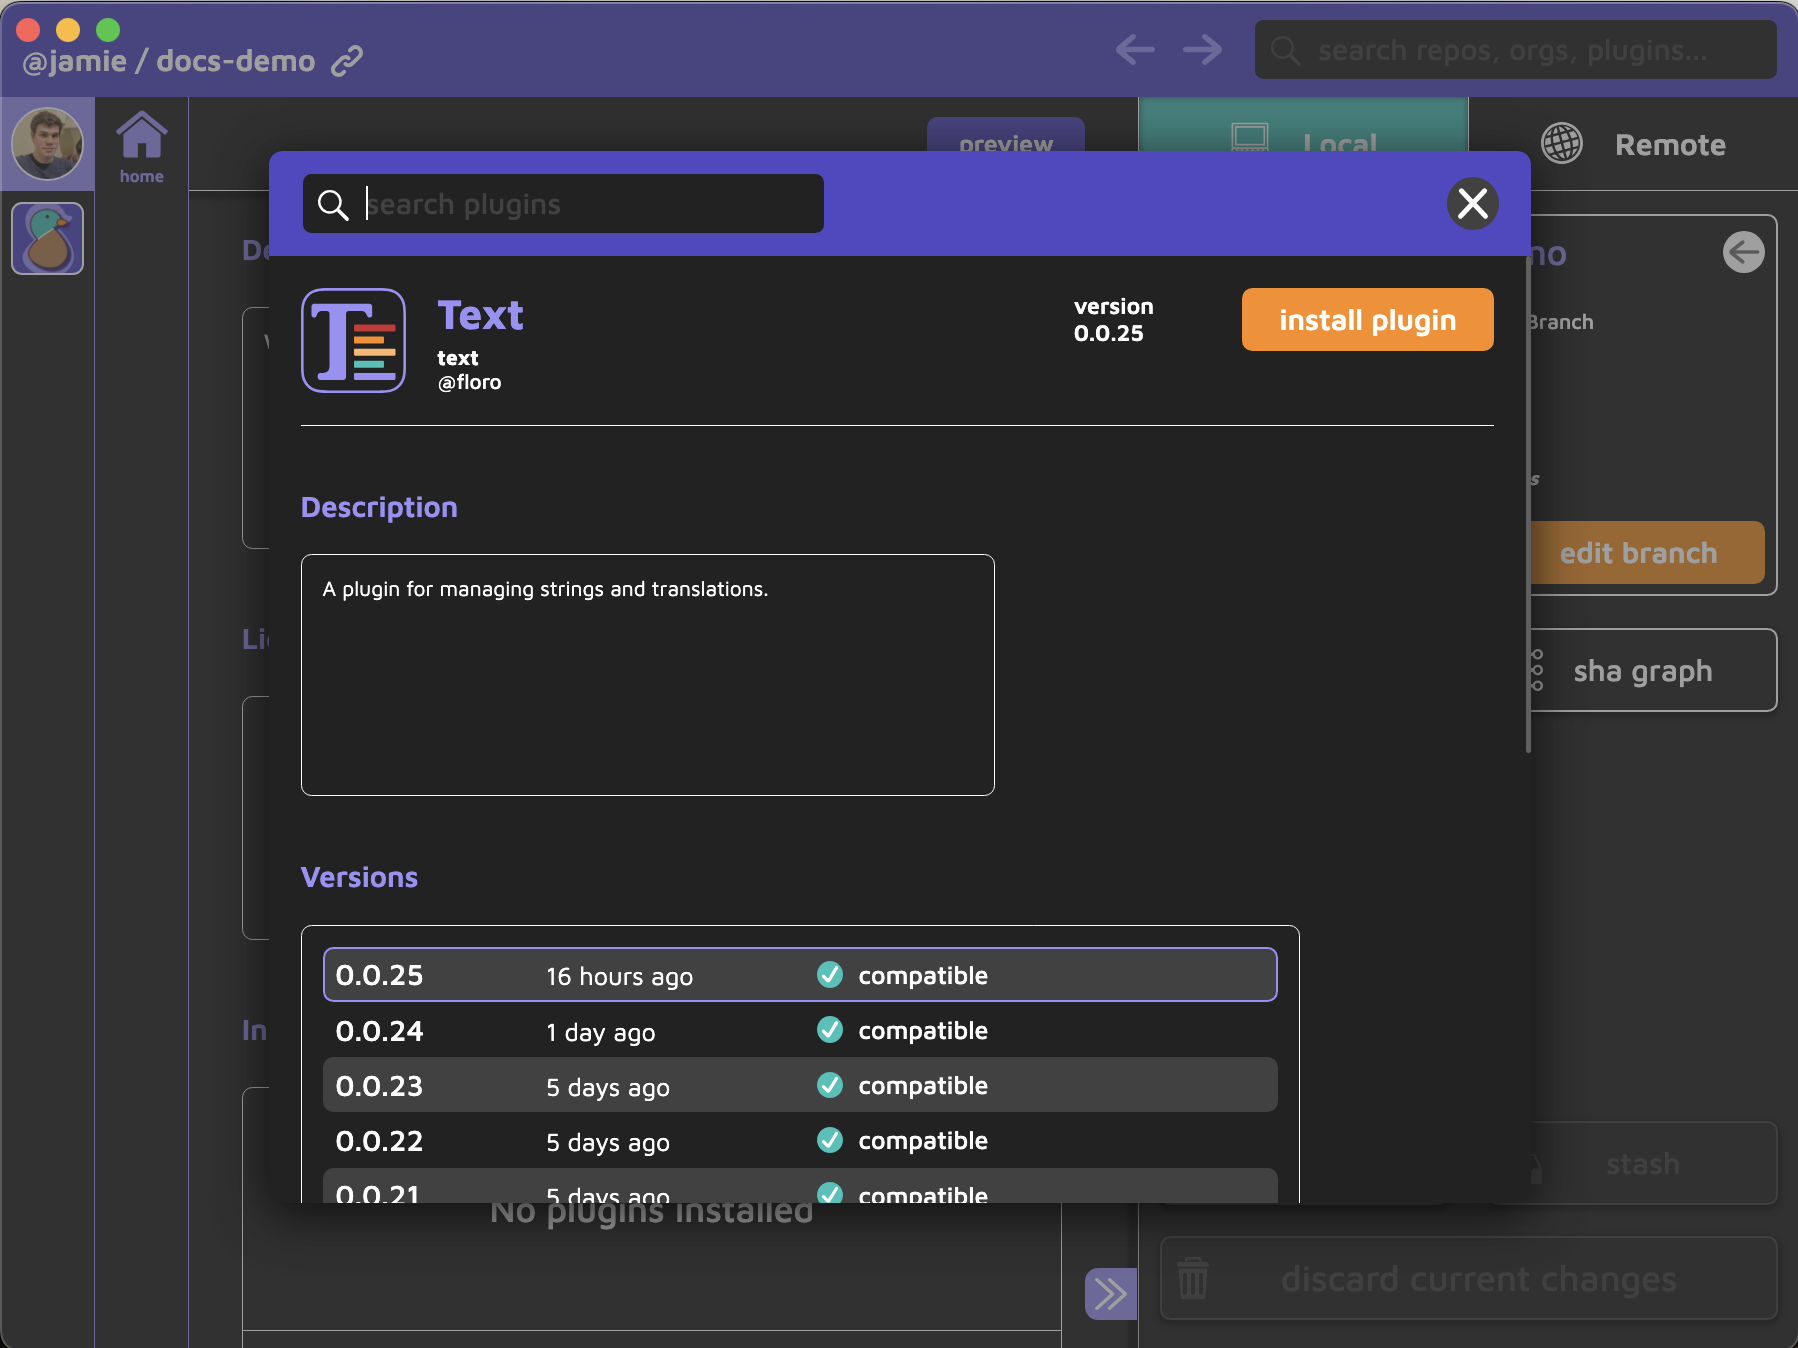 @jamie / docs-demo
search repos, orgs, plugins...
home
preview
Local
Remote
search plugins
Text
text
@floro
version
0.0.25
install plugin
Branch
Description
A plugin for managing strings and translations.
edit branch
sha graph
Versions
0.0.25 16 hours ago compatible
0.0.24 1 day ago compatible
0.0.23 5 days ago compatible
0.0.22 5 days ago compatible
0.0.21 5 days ago compatible
No plugins installed
stash
discard current changes